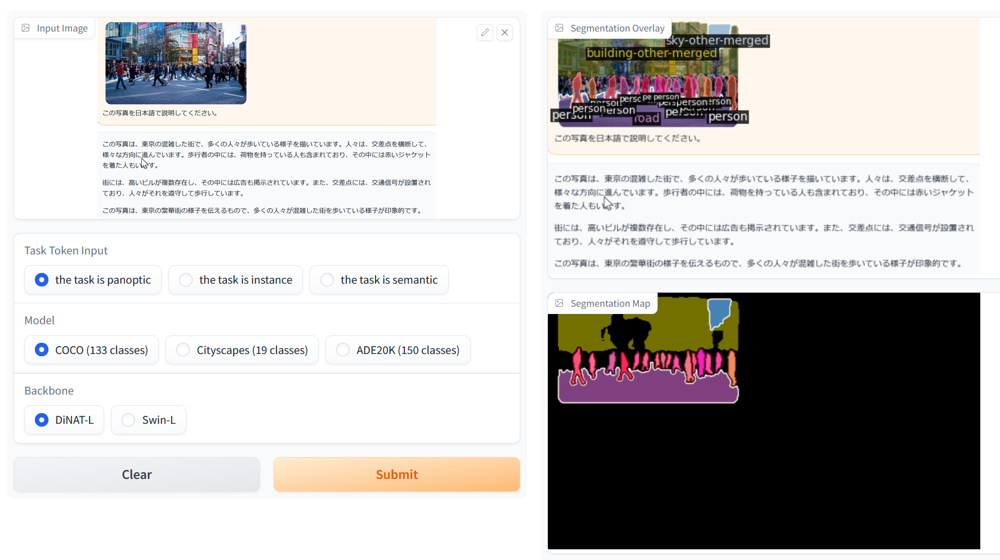 Input Image
この写真を日本語で説明してください。
この写真は、東京の混雑した街で、多くの人々が歩いている様子を描いています。人々は、交差点を横断して、
様々な方向に進んでいます。歩行者の中には、荷物を持っている人も含まれており、その中には赤いジャケット
を着た人もいます。
街には、高いビルが複数存在し、その中には広告も掲示されています。また、交差点には、交通信号が設置され
ており、人々がそれを遵守して歩行しています。
この写真は、東京の繁華街の様子を伝えるもので、多くの人々が混雑した街を歩いている様子が印象的です。
Task Token Input
the task is panoptic
the task is instance
the task is semantic
Model
COCO (133 classes)
Cityscapes (19 classes)
ADE20K (150 classes)
Backbone
DiNAT-L
Swin-L
Clear
Submit
Segmentation Overlay
sky-other-merged
building-other-merged
person
person
person
person
person
person
road
person
この写真を日本語で説明してください。
この写真は、東京の混雑した街で、多くの人々が歩いている様子を描いています。人々は、交差点を横断して、
様々な方向に進んでいます。歩行者の中には、荷物を持っている人も含まれており、その中には赤いジャケット
を着た人もいます。
街には、高いビルが複数存在し、その中には広告も掲示されています。また、交差点には、交通信号が設置され
ており、人々がそれを遵守して歩行しています。
この写真は、東京の繁華街の様子を伝えるもので、多くの人々が混雑した街を歩いている様子が印象的です。
Segmentation Map